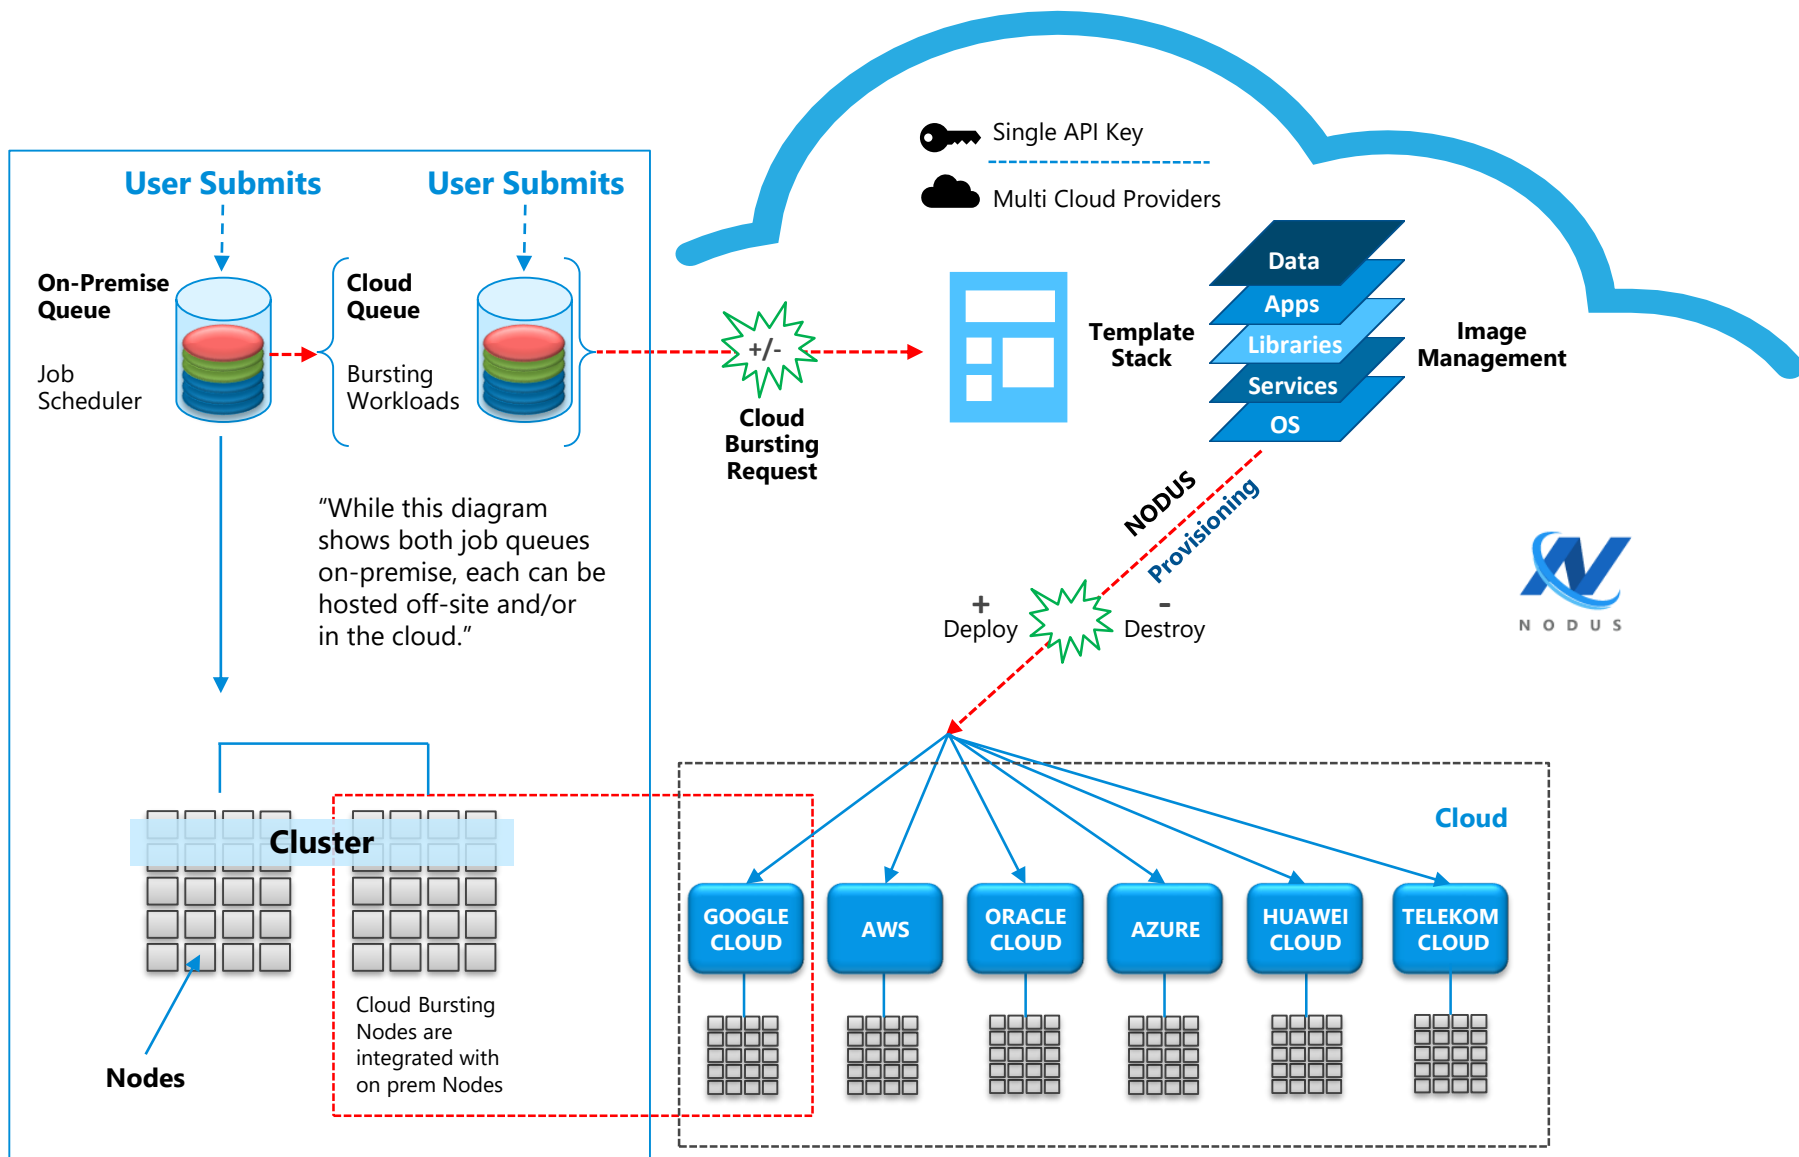 Single API Key
Multi Cloud Providers
User Submits
User Submits
On-Premise
Queue
Job
Scheduler
Cloud
Queue
Bursting
Workloads
+/-
Cloud
Bursting
Request
Template
Stack
Data
Apps
Libraries
Services
OS
Image
Management
“While this diagram
shows both job queues
on-premise, each can be
hosted off-site and/or
in the cloud.”
NODUS
Provisioning
+
Deploy
-
Destroy
NODUS
Cluster
Nodes
Cloud Bursting
Nodes are
integrated with
on prem Nodes
Cloud
GOOGLE
CLOUD
AWS
ORACLE
CLOUD
AZURE
HUAWEI
CLOUD
TELEKOM
CLOUD